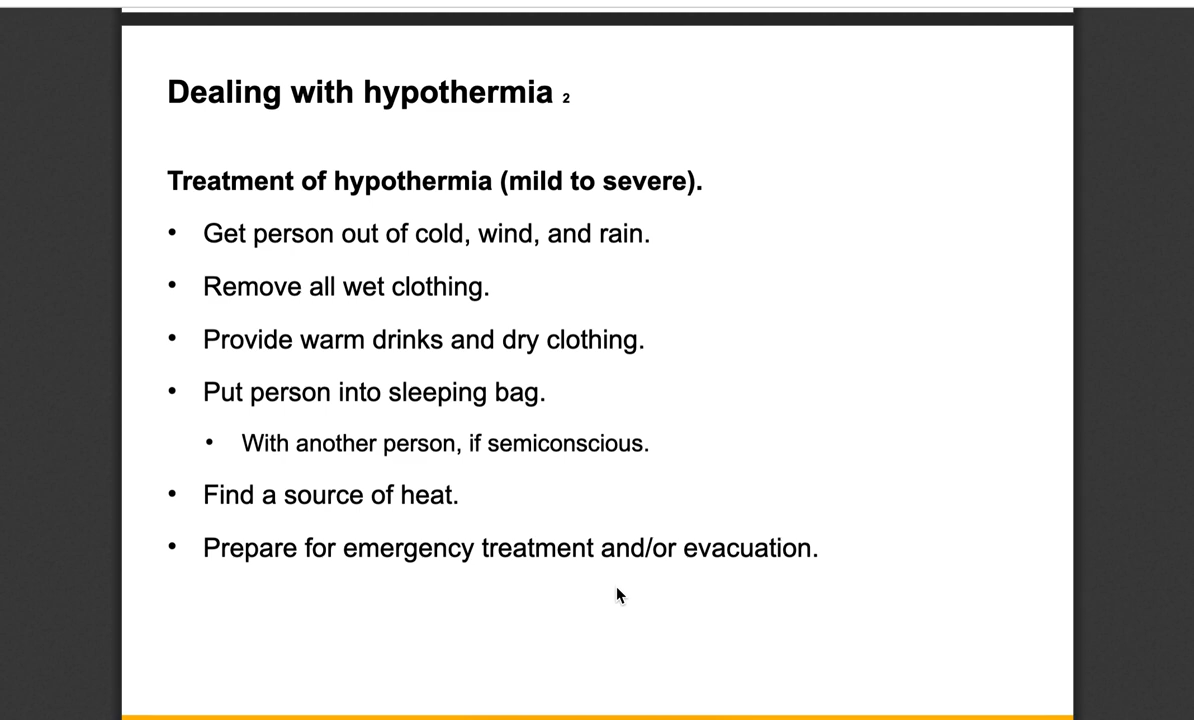 Dealing with hypothermia 2
Treatment of hypothermia (mild to severe).
• Get person out of cold, wind, and rain.
• Remove all wet clothing.
• Provide warm drinks and dry clothing.
• Put person into sleeping bag.
• With another person, if semiconscious.
• Find a source of heat.
• Prepare for emergency treatment and/or evacuation.